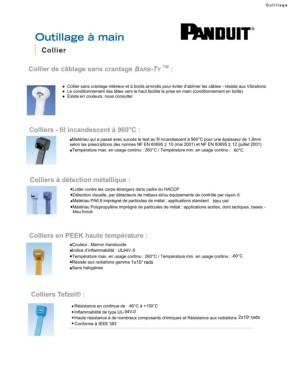 Outillage
Outillage à main
Collier
PANDUIT®
Collier de câblage sans crantage BARB-TY ™ :
Collier sans crantage intérieur et à bords arrondis pour éviter d'abîmer les câbles - résiste aux Vibrations
Le conditionnement des têtes vers le haut facilite la prise en main (conditionnement en boîte)
Existe en couleurs, nous consulter
Colliers - fil incandescent à 960°C :
Matériau qui a passé avec succès le test au fil incandescent à 960°C pour une épaisseur de 1.9mm
selon les prescriptions des normes NF EN 60695 2 10 (mai 2001) et NF EN 60695 2 12 (juillet 2001).
Température max. en usage continu : 260°C / Température mini. en usage continu : 60°C
Colliers à détection métallique :
Lutter contre les corps étrangers dans cadre du HACCP
Détection visuelle, par détecteurs de métaux et/ou équipements de contrôle par rayon X
Matériau PA6.6 imprégné de particules de métal : applications standard bleu ciel
Matériau Polypropylène imprégné de particules de métal : applications acides, dont lactiques, bases -
bleu foncé
Colliers en PEEK haute température :
Couleur : Marron translucide
Indice d'inflammabilité : UL94V-0
Température max. en usage continu : 260°C / Température mini. en usage continu : -60°C
Résiste aux radiations gamma 1x10⁹ rads
Sans halogènes
Colliers Tefzel® :
Résistance en continue de 46°C à +150°C
Inflammabilité de type UL-94V-0
Haute résistance à de nombreux composants chimiques et Résistance aux radiations 2x10⁸ rads
Conforme à IEEE 383